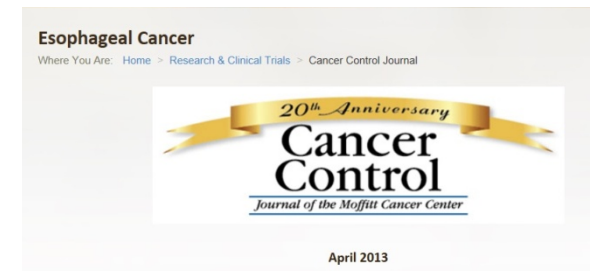 Esophageal Cancer
Where You Are: Home > Research & Clinical Trials > Cancer Control Journal
20th Anniversary
Cancer
Control
Journal of the Moffitt Cancer Center
April 2013